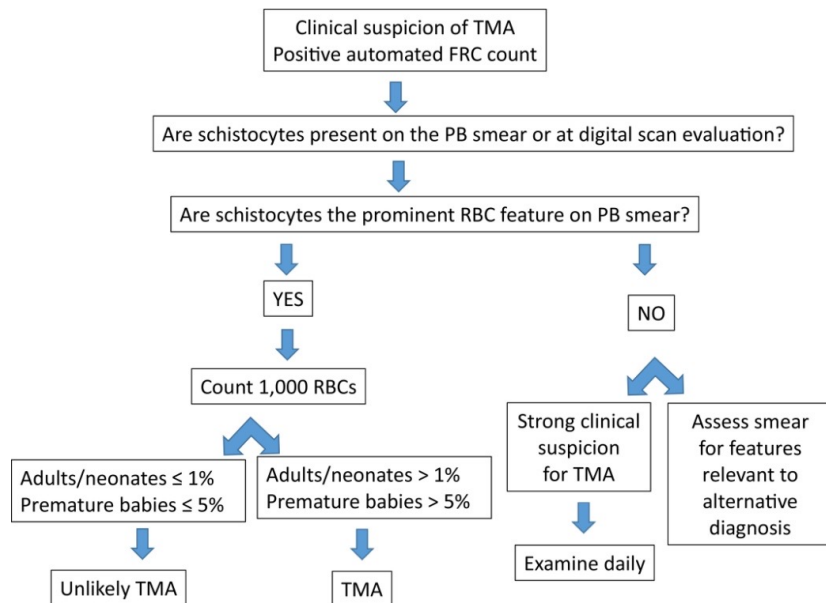 Clinical suspicion of TMA
Positive automated FRC count
Are schistocytes present on the PB smear or at digital scan evaluation?
Are schistocytes the prominent RBC feature on PB smear?
YES
NO
Count 1,000 RBCs
Adults/neonates ≤ 1%
Premature babies ≤ 5%
Adults/neonates > 1%
Premature babies > 5%
Strong clinical
suspicion
for TMA
Assess smear
for features
relevant to
alternative
diagnosis
Unlikely TMA
TMA
Examine daily